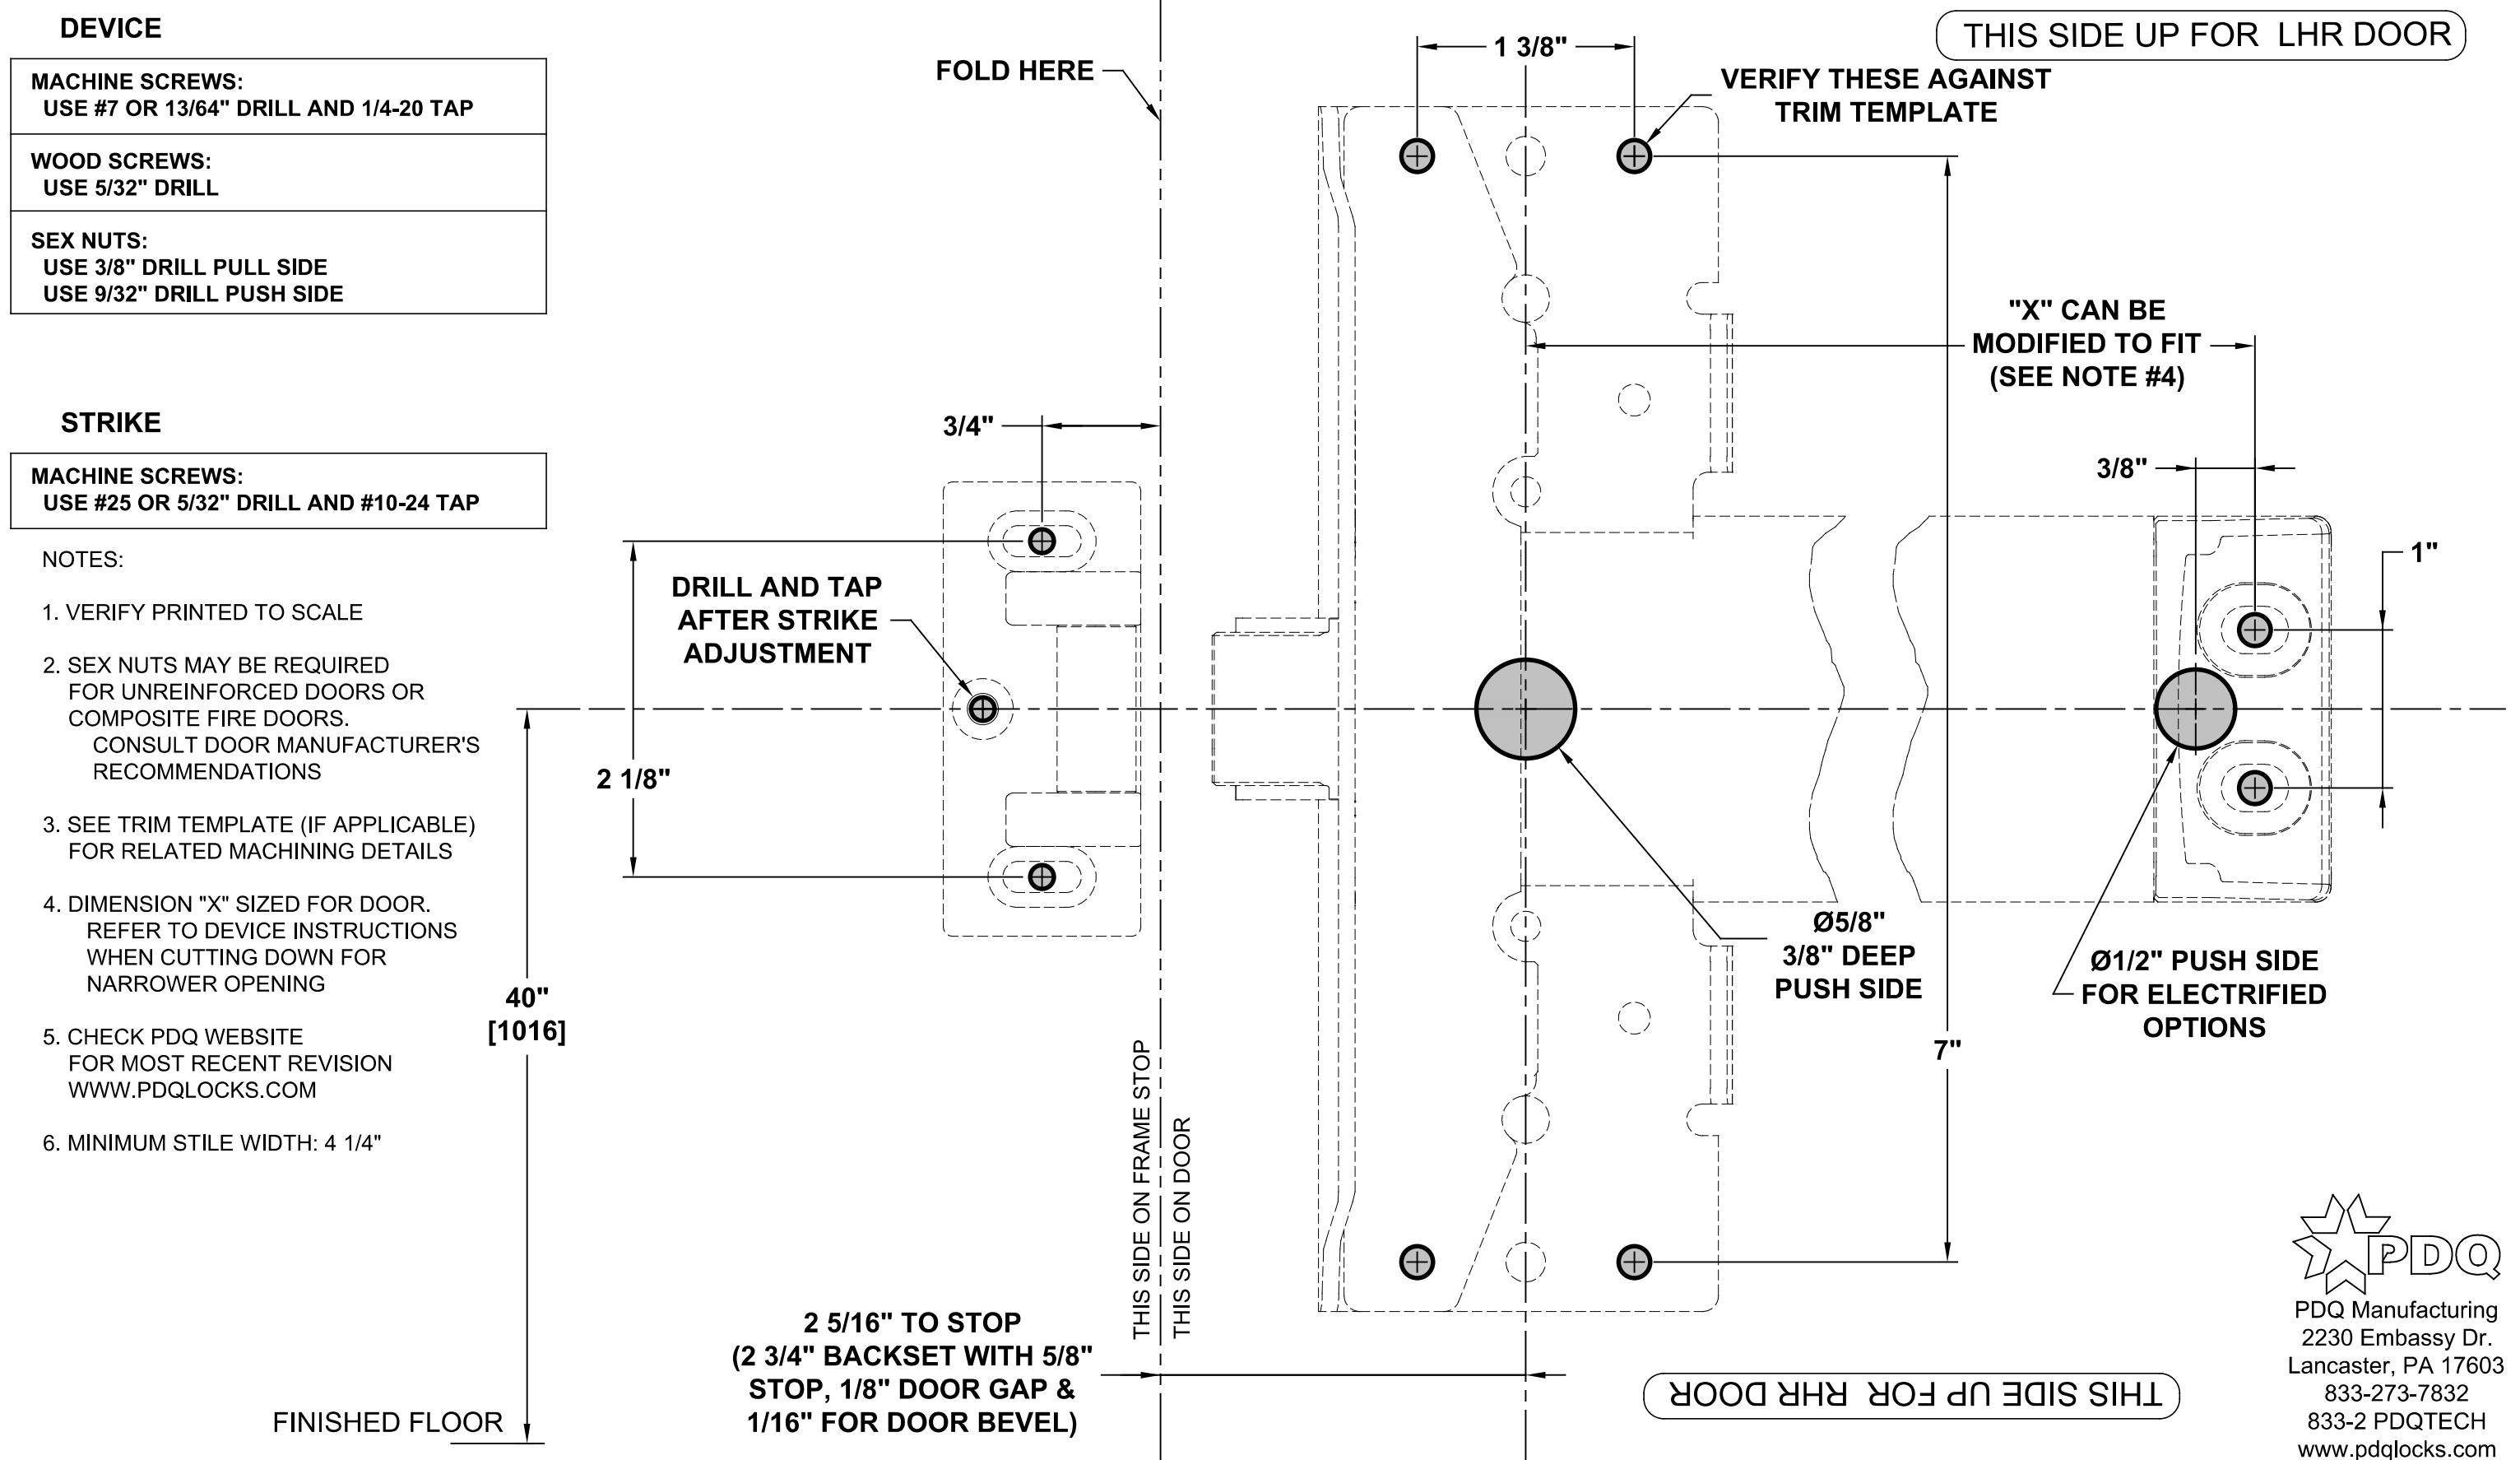 DEVICE
MACHINE SCREWS:
USE #7 OR 13/64" DRILL AND 1/4-20 TAP
WOOD SCREWS:
USE 5/32" DRILL
SEX NUTS:
USE 3/8" DRILL PULL SIDE
USE 9/32" DRILL PUSH SIDE
STRIKE
MACHINE SCREWS:
USE #25 OR 5/32" DRILL AND #10-24 TAP
NOTES:
1. VERIFY PRINTED TO SCALE
2. SEX NUTS MAY BE REQUIRED
FOR UNREINFORCED DOORS OR
COMPOSITE FIRE DOORS.
CONSULT DOOR MANUFACTURER'S
RECOMMENDATIONS
3. SEE TRIM TEMPLATE (IF APPLICABLE)
FOR RELATED MACHINING DETAILS
4. DIMENSION "X" SIZED FOR DOOR.
REFER TO DEVICE INSTRUCTIONS
WHEN CUTTING DOWN FOR
NARROWER OPENING
5. CHECK PDQ WEBSITE
FOR MOST RECENT REVISION
WWW.PDQLOCKS.COM
6. MINIMUM STILE WIDTH: 4 1/4"
40"
[1016]
FINISHED FLOOR
FOLD HERE
3/4"
DRILL AND TAP
AFTER STRIKE
ADJUSTMENT
2 1/8"
THIS SIDE ON FRAME STOP
THIS SIDE ON DOOR
2 5/16" TO STOP
(2 3/4" BACKSET WITH 5/8"
STOP, 1/8" DOOR GAP &
1/16" FOR DOOR BEVEL)
1 3/8"
THIS SIDE UP FOR LHR DOOR
VERIFY THESE AGAINST
TRIM TEMPLATE
"X" CAN BE
MODIFIED TO FIT
(SEE NOTE #4)
3/8"
1"
Ø5/8"
3/8" DEEP
PUSH SIDE
Ø1/2" PUSH SIDE
FOR ELECTRIFIED
OPTIONS
7"
THIS SIDE UP FOR RHR DOOR
PDQ
PDQ Manufacturing
2230 Embassy Dr.
Lancaster, PA 17603
833-273-7832
833-2 PDQTECH
www.pdqlocks.com